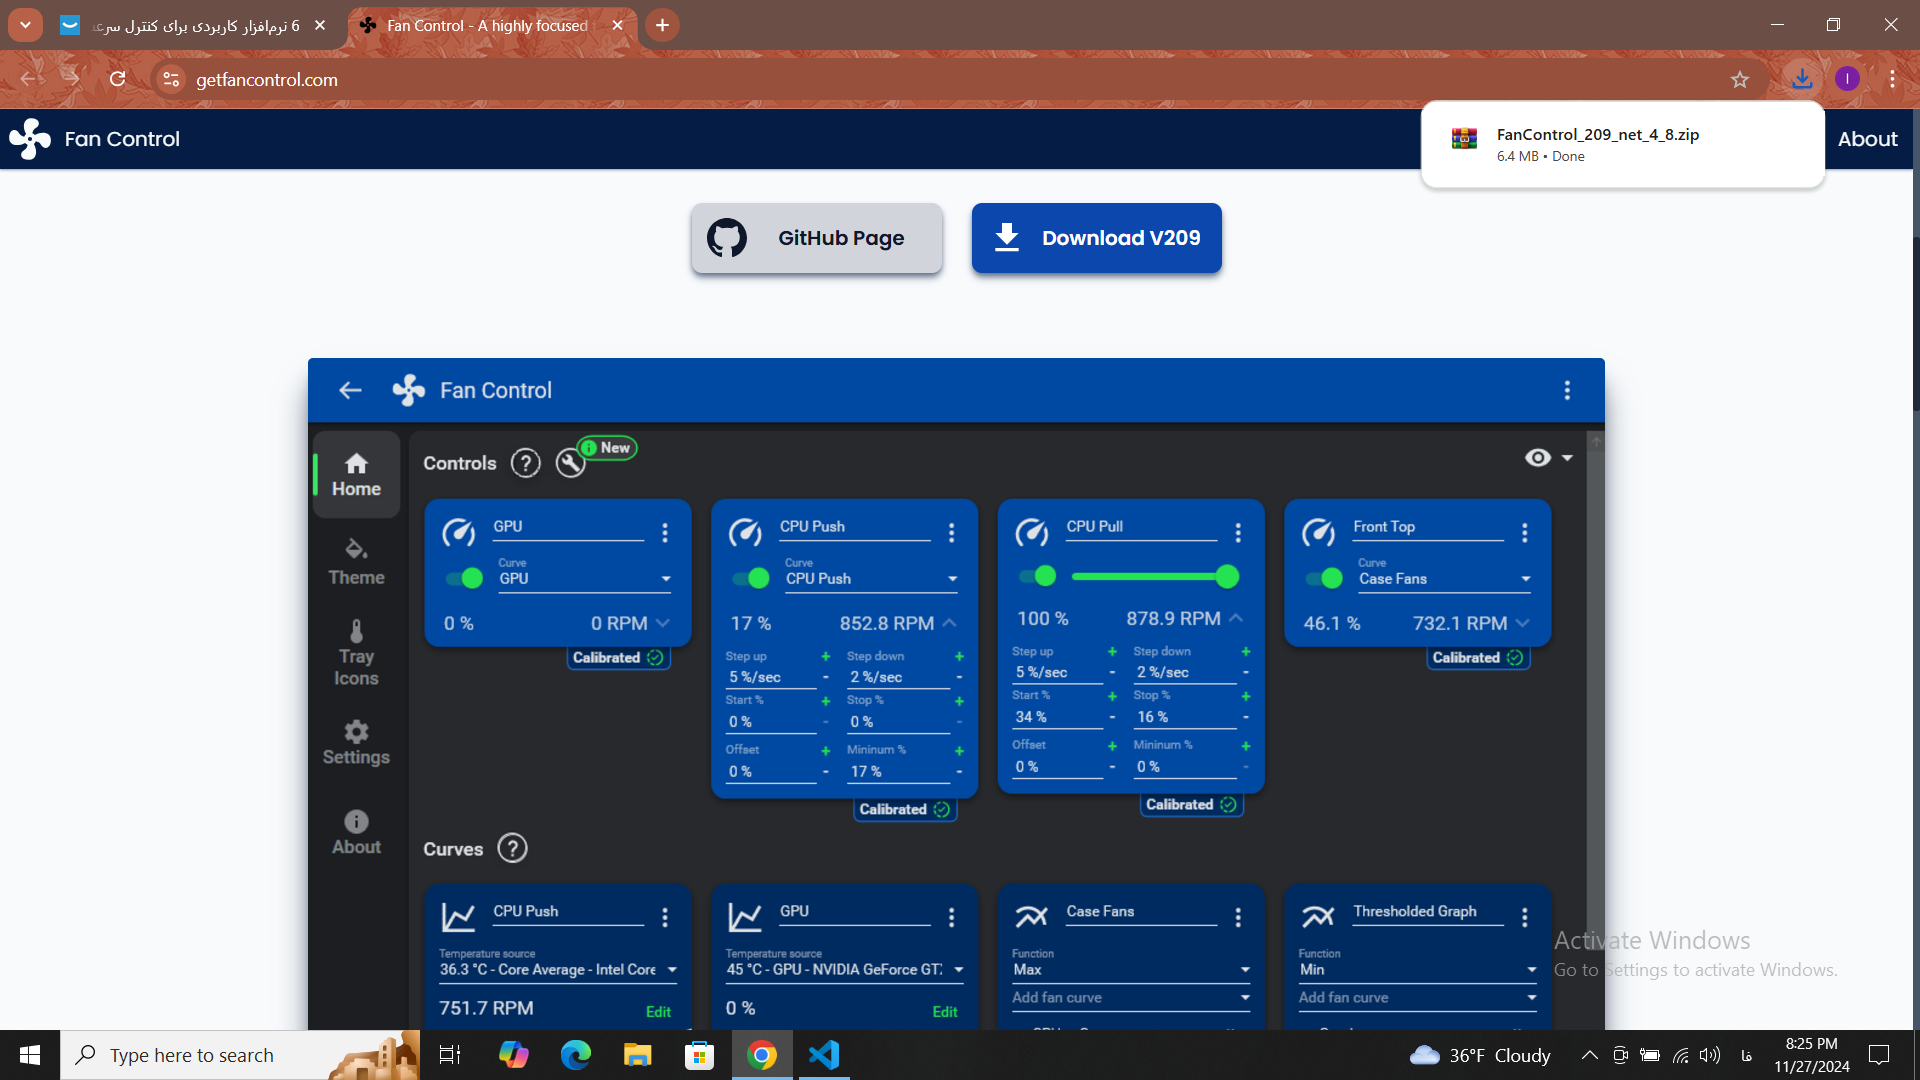 6 نرم‌افزار کاربردی برای کنترل سرعت
Fan Control - A highly focused
getfancontrol.com
Fan Control
About
FanControl_209_net_4_8.zip
6.4 MB • Done
GitHub Page
Download V209
Fan Control
Home
Theme
Tray
Icons
Settings
About
Controls
New
GPU
Curve
GPU
0 %
0 RPM
Calibrated
CPU Push
Curve
CPU Push
17 %
852.8 RPM
Step up
Step down
5 %/sec
2 %/sec
Start %
Stop %
0 %
0 %
Offset
Mininum %
0 %
17 %
Calibrated
CPU Pull
100 %
878.9 RPM
Step up
Step down
5 %/sec
2 %/sec
Start %
Stop %
34 %
16 %
Offset
Mininum %
0 %
0 %
Calibrated
Front Top
Curve
Case Fans
46.1 %
732.1 RPM
Calibrated
Curves
CPU Push
Temperature source
36.3 °C - Core Average - Intel Core
751.7 RPM
Edit
GPU
Temperature source
45 °C - GPU - NVIDIA GeForce GT
0 %
Edit
Case Fans
Function
Max
Add fan curve
Thresholded Graph
Function
Min
Add fan curve
Activate Windows
Go to Settings to activate Windows.
Type here to search
36°F Cloudy
فا
8:25 PM
11/27/2024